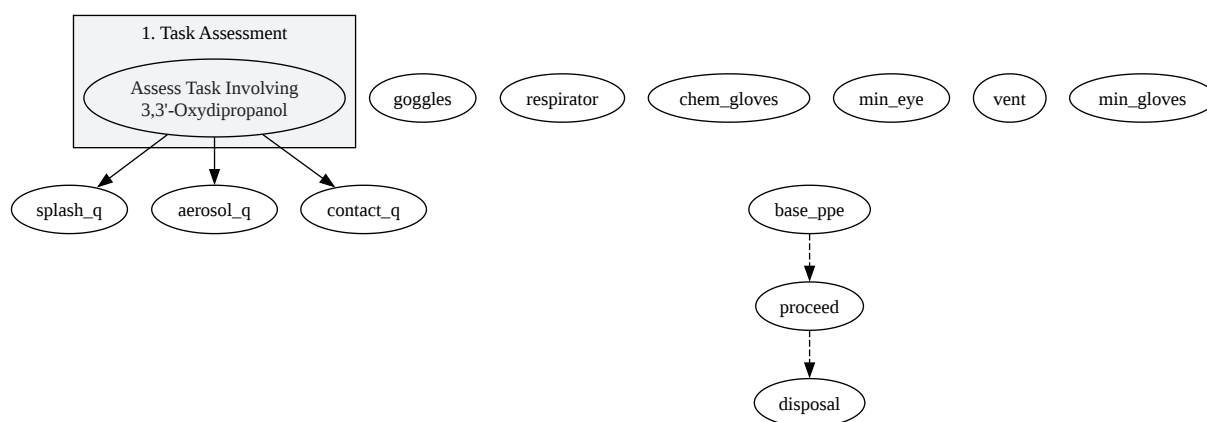 1. Task Assessment
Assess Task Involving
3,3'-Oxydipropanol
goggles
respirator
chem_gloves
min_eye
vent
min_gloves
splash_q
aerosol_q
contact_q
base_ppe
proceed
disposal